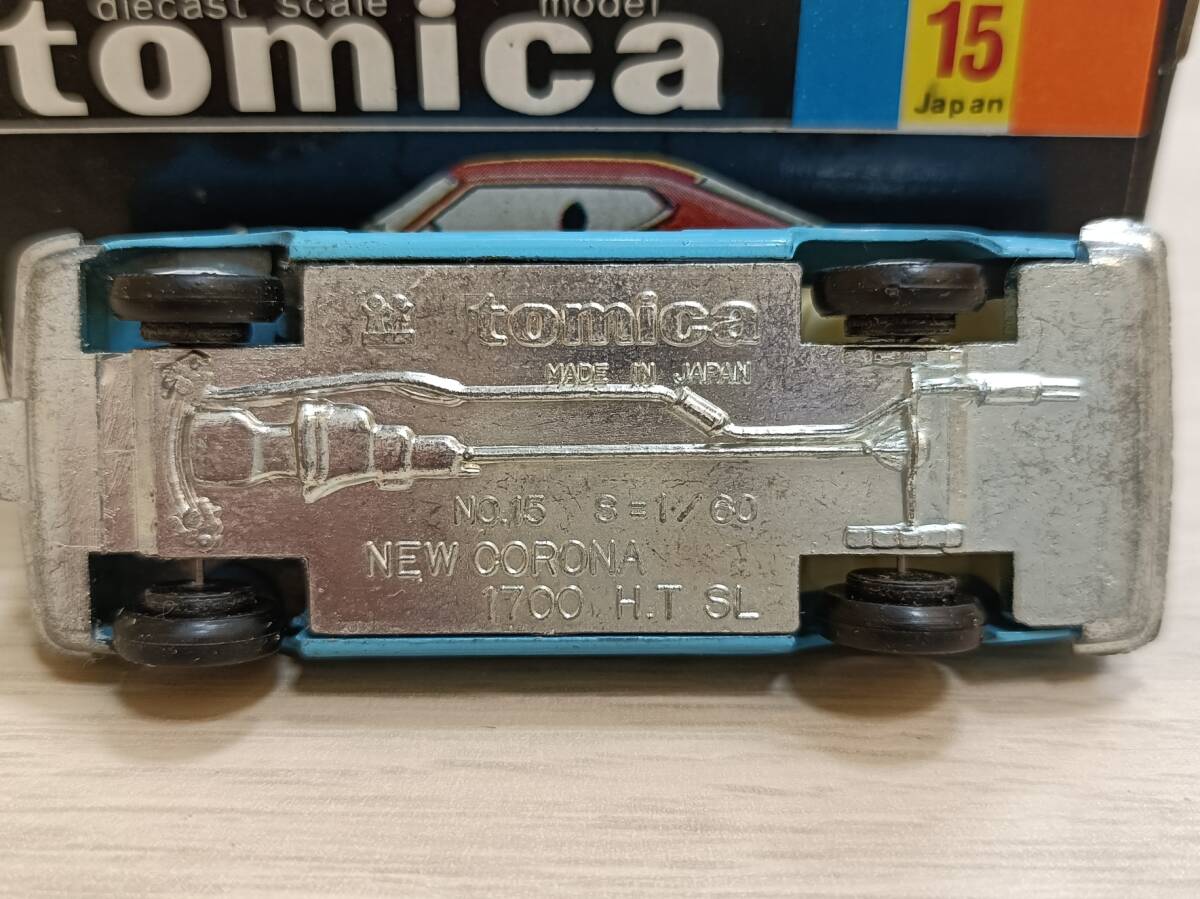 diecast scale model
tomica
15
Japan
tomica
MADE IN JAPAN
NO.15 S=1/60
NEW CORONA
1700 H.T SL